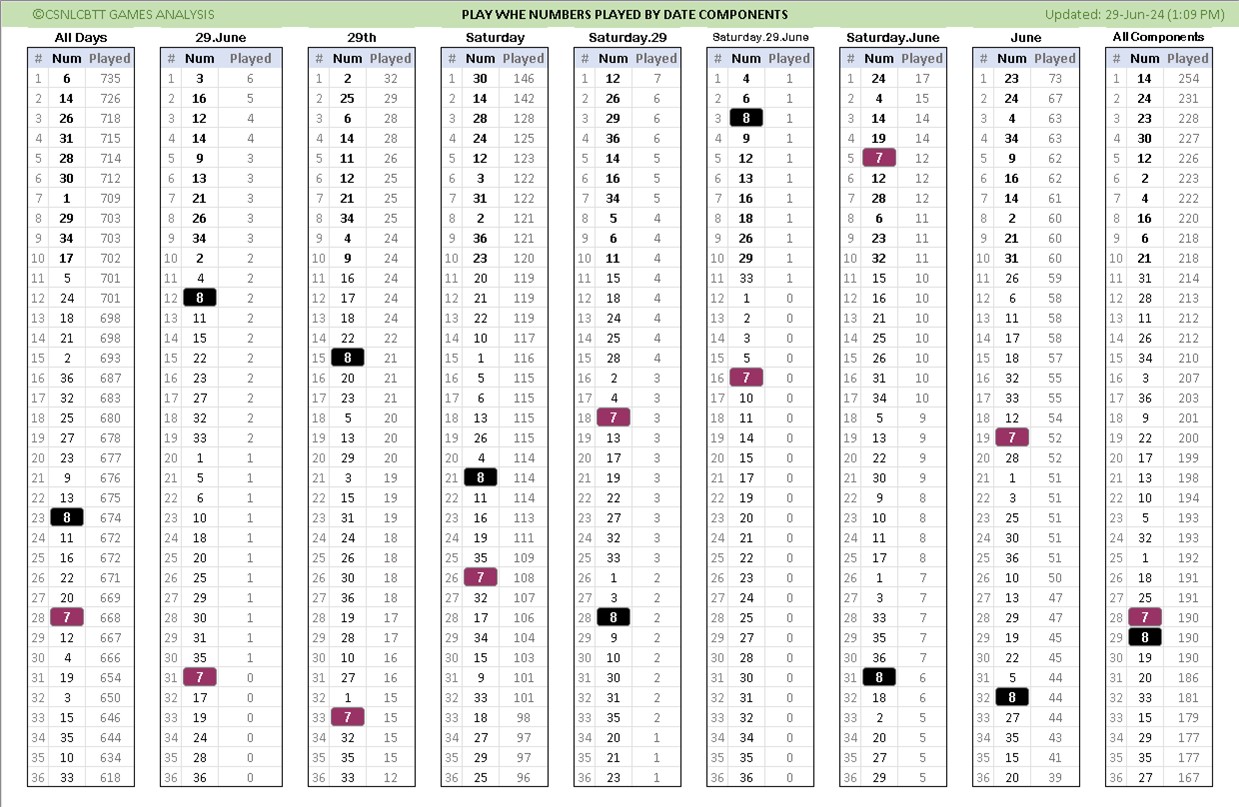 ©CSNLCBTT GAMES ANALYSIS PLAY WHE NUMBERS PLAYED BY DATE COMPONENTS Updated: 29-Jun-24 (1:09 PM)
All Days 29.June 29th Saturday Saturday.29 Saturday.29.June Saturday.June June All Components
# Num Played # Num Played # Num Played # Num Played # Num Played # Num Played # Num Played # Num Played # Num Played
1 6 735 1 3 6 1 2 32 1 30 146 1 12 7 1 4 1 1 24 17 1 23 73 1 14 254
2 14 726 2 16 5 2 25 29 2 14 142 2 26 6 2 6 1 2 4 15 2 24 67 2 24 231
3 26 718 3 12 4 3 6 28 3 28 128 3 29 6 3 8 1 3 14 14 3 4 63 3 23 228
4 31 715 4 14 4 4 14 28 4 24 125 4 36 6 4 9 1 4 19 14 4 34 63 4 30 227
5 28 714 5 9 3 5 11 26 5 12 123 5 14 5 5 12 1 5 7 12 5 9 62 5 12 226
6 30 712 6 13 3 6 12 25 6 3 122 6 16 5 6 13 1 6 12 12 6 16 62 6 2 223
7 1 709 7 21 3 7 21 25 7 31 122 7 34 5 7 16 1 7 28 12 7 14 61 7 4 222
8 29 703 8 26 3 8 34 25 8 2 121 8 5 4 8 18 1 8 6 11 8 2 60 8 16 220
9 34 703 9 34 3 9 4 24 9 36 121 9 6 4 9 26 1 9 23 11 9 21 60 9 6 218
10 17 702 10 2 2 10 9 24 10 23 120 10 11 4 10 29 1 10 32 11 10 31 60 10 21 218
11 5 701 11 4 2 11 16 24 11 20 119 11 15 4 11 33 1 11 15 10 11 26 59 11 31 214
12 24 701 12 8 2 12 17 24 12 21 119 12 18 4 12 1 0 12 16 10 12 6 58 12 28 213
13 18 698 13 11 2 13 18 24 13 22 119 13 24 4 13 2 0 13 21 10 13 11 58 13 11 212
14 21 698 14 15 2 14 22 22 14 10 117 14 25 4 14 3 0 14 25 10 14 17 58 14 26 212
15 2 693 15 22 2 15 8 21 15 1 116 15 28 4 15 5 0 15 26 10 15 18 57 15 34 210
16 36 687 16 23 2 16 20 21 16 5 115 16 2 3 16 7 0 16 31 10 16 32 55 16 3 207
17 32 683 17 27 2 17 23 21 17 6 115 17 4 3 17 10 0 17 34 10 17 33 55 17 36 203
18 25 680 18 32 2 18 5 20 18 13 115 18 7 3 18 11 0 18 5 9 18 12 54 18 9 201
19 27 678 19 33 2 19 13 20 19 26 115 19 13 3 19 14 0 19 13 9 19 7 52 19 22 200
20 23 677 20 1 1 20 29 20 20 4 114 20 17 3 20 15 0 20 22 9 20 28 52 20 17 199
21 9 676 21 5 1 21 3 19 21 8 114 21 19 3 21 17 0 21 30 9 21 1 51 21 13 198
22 13 675 22 6 1 22 15 19 22 11 114 22 22 3 22 19 0 22 9 8 22 3 51 22 10 194
23 8 674 23 10 1 23 31 19 23 16 113 23 27 3 23 20 0 23 10 8 23 25 51 23 5 193
24 11 672 24 18 1 24 24 18 24 19 111 24 32 3 24 21 0 24 11 8 24 30 51 24 32 193
25 16 672 25 20 1 25 26 18 25 35 109 25 33 3 25 22 0 25 17 8 25 36 51 25 1 192
26 22 671 26 25 1 26 30 18 26 7 108 26 1 2 26 23 0 26 1 7 26 10 50 26 18 191
27 20 669 27 29 1 27 36 18 27 32 107 27 3 2 27 24 0 27 3 7 27 13 47 27 25 191
28 7 668 28 30 1 28 19 17 28 17 106 28 8 2 28 25 0 28 33 7 28 29 47 28 7 190
29 12 667 29 31 1 29 28 17 29 34 104 29 9 2 29 27 0 29 35 7 29 19 45 29 8 190
30 4 666 30 35 1 30 10 16 30 15 103 30 10 2 30 28 0 30 36 7 30 22 45 30 19 190
31 19 654 31 7 0 31 27 16 31 9 101 31 30 2 31 30 0 31 8 6 31 5 44 31 20 186
32 3 650 32 17 0 32 1 15 32 33 101 32 31 2 32 31 0 32 18 6 32 8 44 32 33 181
33 15 646 33 19 0 33 7 15 33 18 98 33 35 2 33 32 0 33 2 5 33 27 44 33 15 179
34 35 644 34 24 0 34 32 15 34 27 97 34 20 1 34 34 0 34 20 5 34 35 43 34 29 177
35 10 634 35 28 0 35 33 15 35 29 97 35 21 1 35 35 0 35 27 5 35 15 41 35 35 177
36 33 618 36 36 0 36 33 12 36 25 96 36 23 1 36 36 0 36 29 5 36 20 39 36 27 167